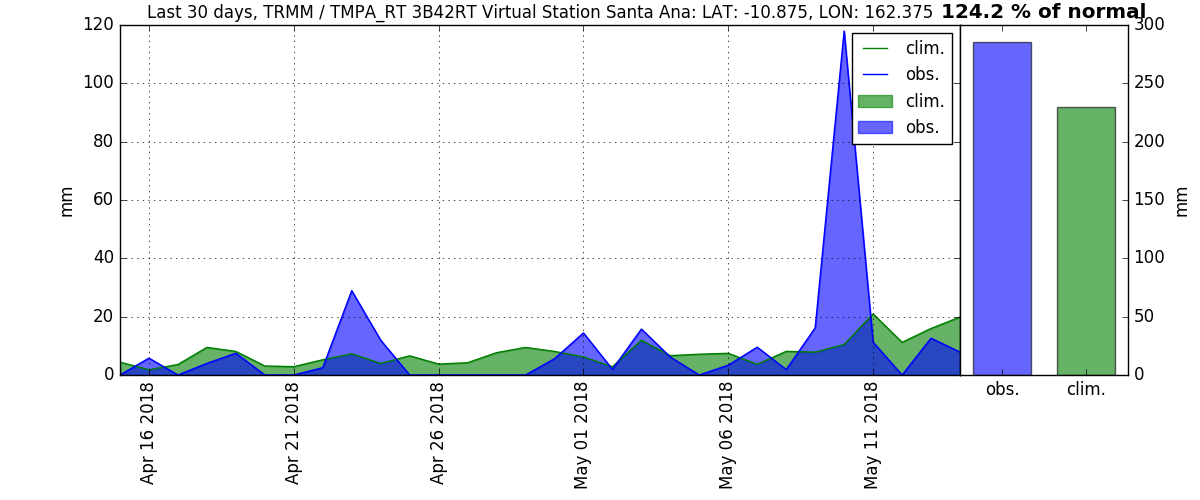 Last 30 days, TRMM / TMPA_RT 3B42RT Virtual Station Santa Ana: LAT: -10.875, LON: 162.375 124.2 % of normal
120
100
80
60
40
20
0
mm
clim.
obs.
clim.
obs.
300
250
200
150
100
50
0
mm
obs. clim.
Apr 16 2018
Apr 21 2018
Apr 26 2018
May 01 2018
May 06 2018
May 11 2018